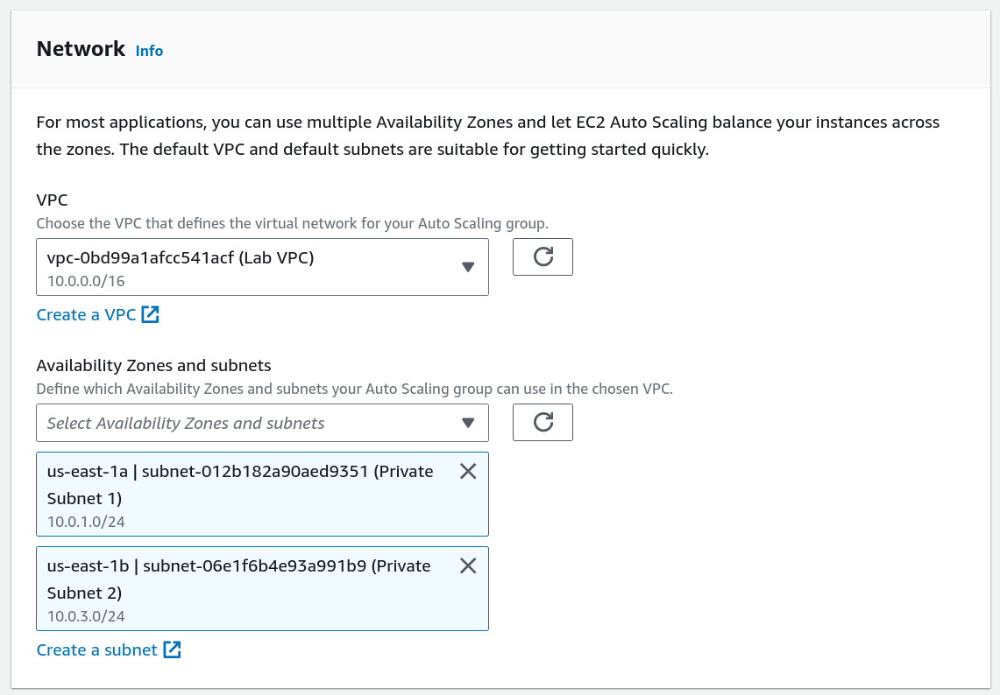 Network Info
For most applications, you can use multiple Availability Zones and let EC2 Auto Scaling balance your instances across
the zones. The default VPC and default subnets are suitable for getting started quickly.
VPC
Choose the VPC that defines the virtual network for your Auto Scaling group.
vpc-0bd99a1afcc541acf (Lab VPC)
10.0.0.0/16
Create a VPC
Availability Zones and subnets
Define which Availability Zones and subnets your Auto Scaling group can use in the chosen VPC.
Select Availability Zones and subnets
us-east-1a | subnet-012b182a90aed9351 (Private
Subnet 1)
10.0.1.0/24
us-east-1b | subnet-06e1f6b4e93a991b9 (Private
Subnet 2)
10.0.3.0/24
Create a subnet